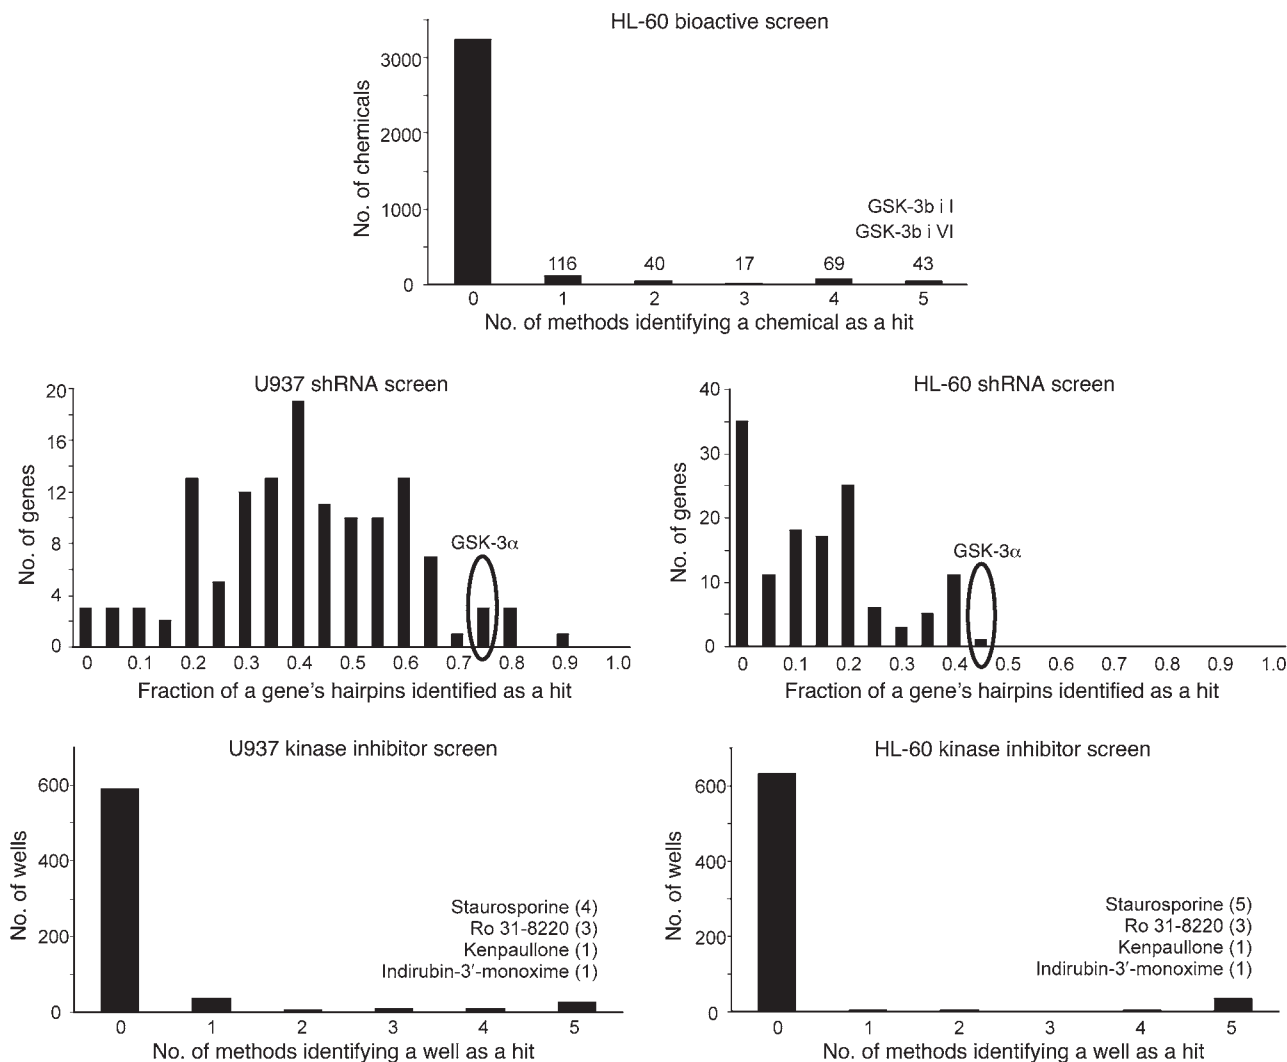 HL-60 bioactive screen
No. of chemicals
3000
2000
1000
0
GSK-3b i I
GSK-3b i VI
116 40 17 69 43
0 1 2 3 4 5
No. of methods identifying a chemical as a hit
U937 shRNA screen
No. of genes
20
16
12
8
4
0
GSK-3α
0 0.1 0.2 0.3 0.4 0.5 0.6 0.7 0.8 0.9 1.0
Fraction of a gene's hairpins identified as a hit
HL-60 shRNA screen
No. of genes
40
30
20
10
0
GSK-3α
0 0.1 0.2 0.3 0.4 0.5 0.6 0.7 0.8 0.9 1.0
Fraction of a gene's hairpins identified as a hit
U937 kinase inhibitor screen
No. of wells
600
400
200
0
Staurosporine (4)
Ro 31-8220 (3)
Kenpaullone (1)
Indirubin-3′-monoxime (1)
0 1 2 3 4 5
No. of methods identifying a well as a hit
HL-60 kinase inhibitor screen
No. of wells
600
400
200
0
Staurosporine (5)
Ro 31-8220 (3)
Kenpaullone (1)
Indirubin-3′-monoxime (1)
0 1 2 3 4 5
No. of methods identifying a well as a hit